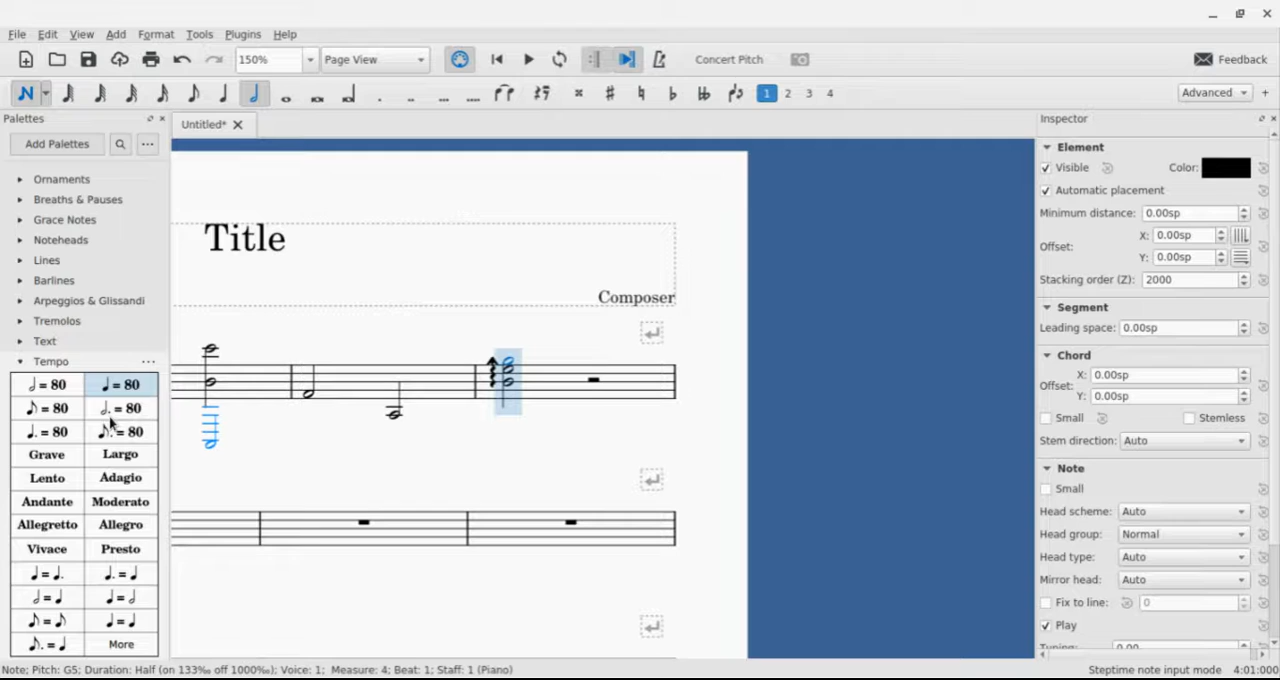 File Edit View Add Format Tools Plugins Help
150% Page View Concert Pitch Feedback
1 2 3 4 Advanced +
Palettes Untitled* Inspector
Add Palettes ...
Ornaments
Breaths & Pauses
Grace Notes
Noteheads
Lines
Barlines
Arpeggios & Glissandi
Tremolos
Text
Tempo ...
𝅗𝅥 = 80 ♩ = 80
♪ = 80 𝅗𝅥. = 80
♩. = 80 ♪. = 80
Grave Largo
Lento Adagio
Andante Moderato
Allegretto Allegro
Vivace Presto
♩ = ♩. ♩. = ♩
𝅗𝅥 = ♩ ♩ = 𝅗𝅥
♪ = ♪ ♩ = ♩
♪. = ♩ More
Title
Composer
Element
Visible Color:
Automatic placement
Minimum distance: 0.00sp
Offset: X: 0.00sp
Y: 0.00sp
Stacking order (Z): 2000
Segment
Leading space: 0.00sp
Chord
Offset: X: 0.00sp
Y: 0.00sp
Small Stemless
Stem direction: Auto
Note
Small
Head scheme: Auto
Head group: Normal
Head type: Auto
Mirror head: Auto
Fix to line: 0
Play
Tuning: 0.00
Note; Pitch: G5; Duration: Half (on 133‰ off 1000‰); Voice: 1; Measure: 4; Beat: 1; Staff: 1 (Piano) Steptime note input mode 4:01:000